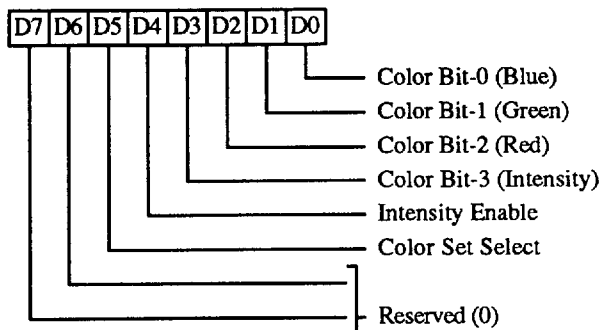 D7 D6 D5 D4 D3 D2 D1 D0
Color Bit-0 (Blue)
Color Bit-1 (Green)
Color Bit-2 (Red)
Color Bit-3 (Intensity)
Intensity Enable
Color Set Select
Reserved (0)